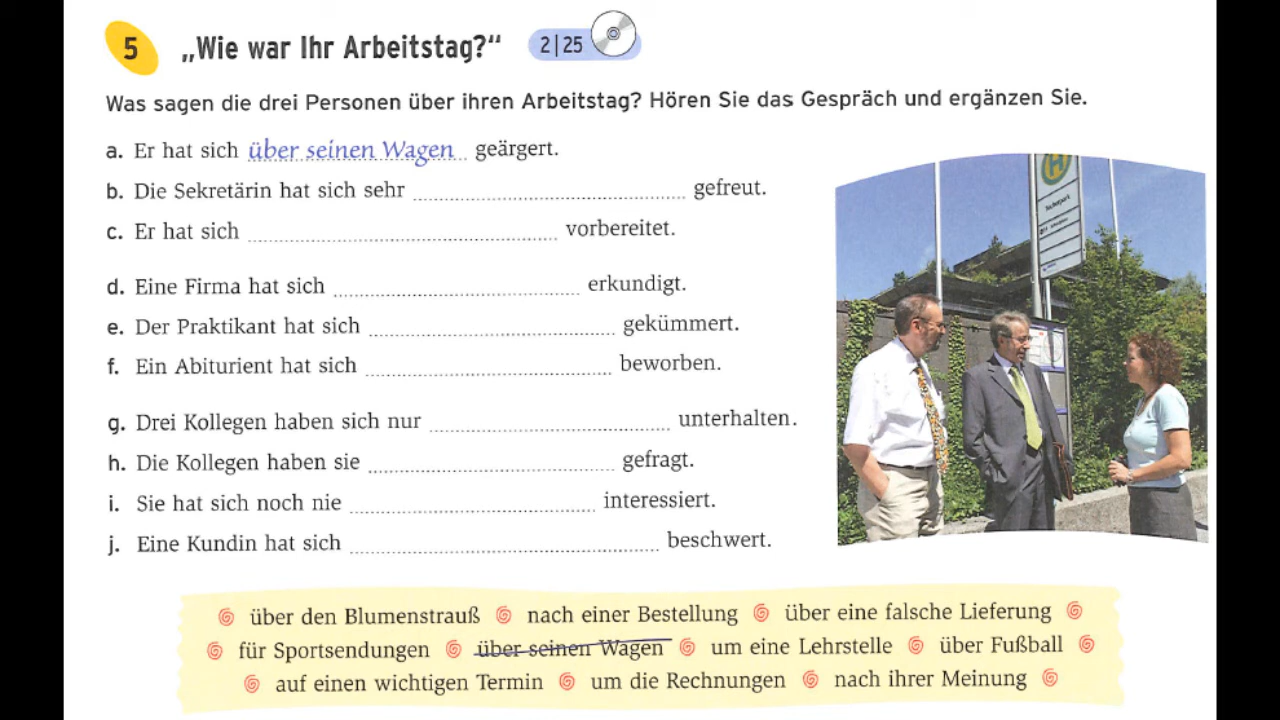 5 „Wie war Ihr Arbeitstag?“ 2|25
Was sagen die drei Personen über ihren Arbeitstag? Hören Sie das Gespräch und ergänzen Sie.
a. Er hat sich über seinen Wagen geärgert.
b. Die Sekretärin hat sich sehr ........ gefreut.
c. Er hat sich ........ vorbereitet.
d. Eine Firma hat sich ........ erkundigt.
e. Der Praktikant hat sich ........ gekümmert.
f. Ein Abiturient hat sich ........ beworben.
g. Drei Kollegen haben sich nur ........ unterhalten.
h. Die Kollegen haben sie ........ gefragt.
i. Sie hat sich noch nie ........ interessiert.
j. Eine Kundin hat sich ........ beschwert.
H
über den Blumenstrauß nach einer Bestellung über eine falsche Lieferung
für Sportsendungen über seinen Wagen um eine Lehrstelle über Fußball
auf einen wichtigen Termin um die Rechnungen nach ihrer Meinung